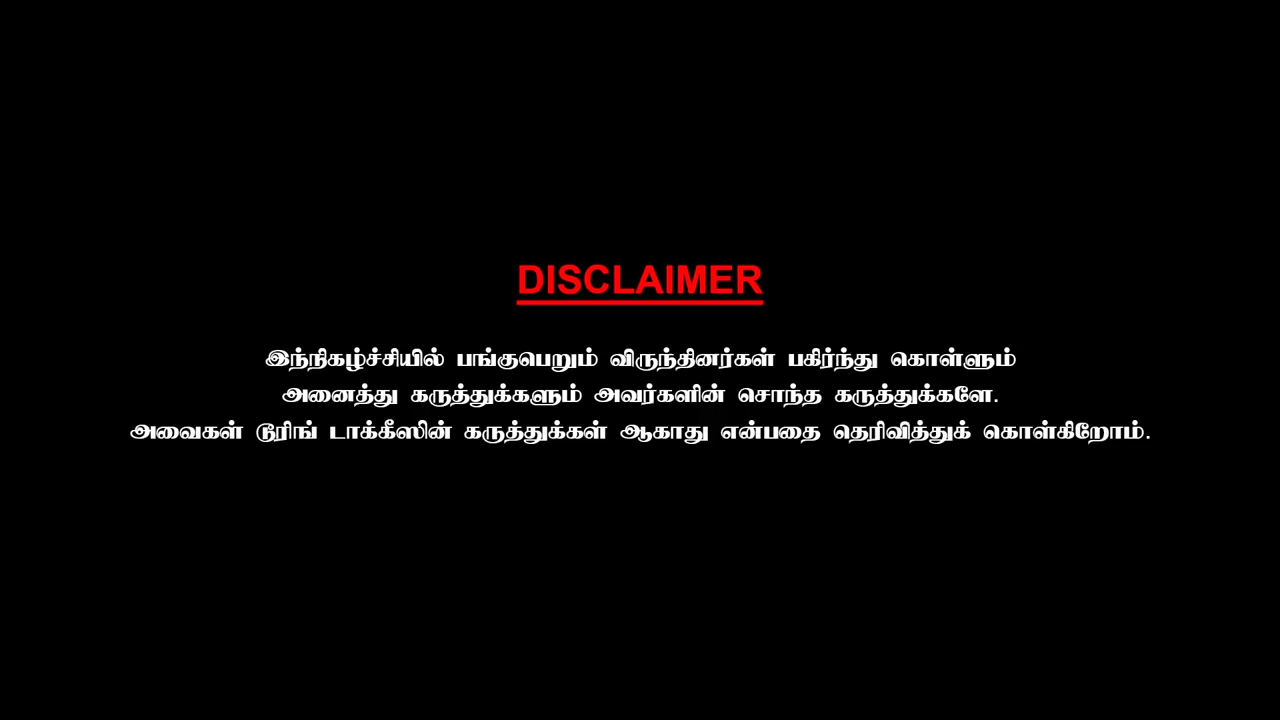 DISCLAIMER
இந்நிகழ்ச்சியில் பங்குபெறும் விருந்தினர்கள் பகிர்ந்து கொள்ளும்
அனைத்து கருத்துக்களும் அவர்களின் சொந்த கருத்துக்களே.
அவைகள் டூரிங் டாக்கீஸின் கருத்துக்கள் ஆகாது என்பதை தெரிவித்துக் கொள்கிறோம்.